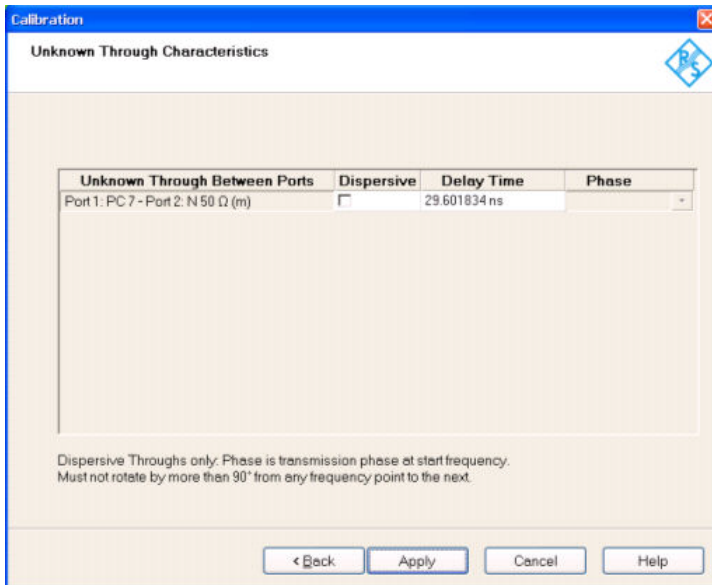 Calibration
Unknown Through Characteristics
R S
Unknown Through Between Ports Dispersive Delay Time Phase
Port 1: PC 7 - Port 2: N 50 Ω (m) 29.601834 ns
Dispersive Throughs only: Phase is transmission phase at start frequency.
Must not rotate by more than 90° from any frequency point to the next.
< Back Apply Cancel Help